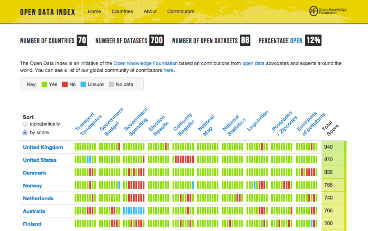 OPEN DATA INDEX Home Countries About Contributors Open Knowledge Foundation
NUMBER OF COUNTRIES 70 NUMBER OF DATASETS 700 NUMBER OF OPEN DATASETS 86 PERCENTAGE OPEN 12%
The Open Data Index is an initiative of the Open Knowledge Foundation based on contributions from open data advocates and experts around the
world. You can see a list of our global community of contributors here.
Key: Yes No Unsure No data
Sort
alphabetically
by score
Transport Timetables
Government Budget
Government Spending
Election Results
Company Register
National Map
National Statistics
Legislation
Postcodes / Zipcodes
Emissions of pollutants
Total Score
United Kingdom 940
United States 870
Denmark 855
Norway 755
Netherlands 740
Australia 705
Finland 700